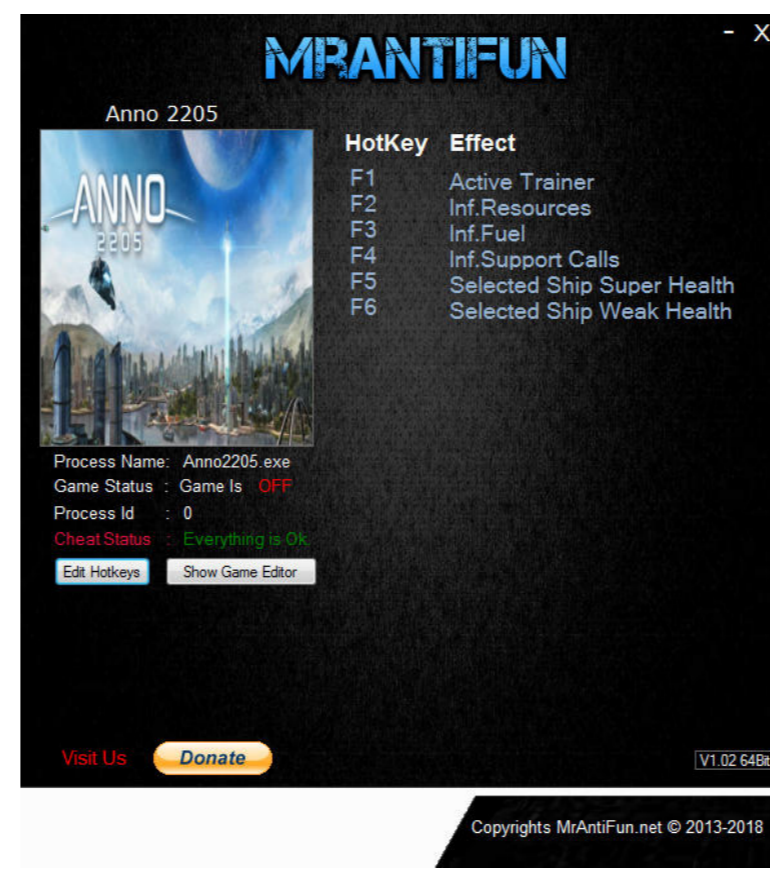 MRANTIFUN
- X
Anno 2205
ANNO
2205
HotKey Effect
F1 Active Trainer
F2 Inf.Resources
F3 Inf.Fuel
F4 Inf.Support Calls
F5 Selected Ship Super Health
F6 Selected Ship Weak Health
Process Name: Anno2205.exe
Game Status : Game Is OFF
Process Id : 0
Cheat Status : Everything is Ok.
Edit Hotkeys Show Game Editor
Visit Us Donate V1.02 64Bit
Copyrights MrAntiFun.net © 2013-2018